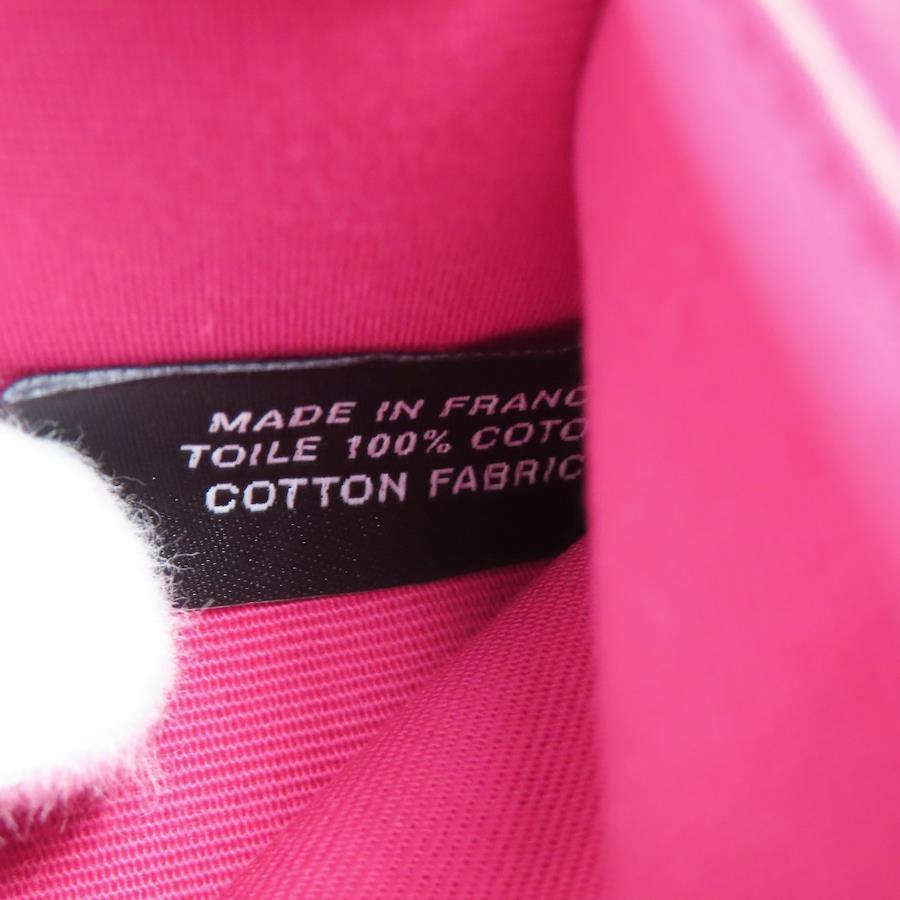 MADE IN FRANC
TOILE 100% COTO
COTTON FABRIC